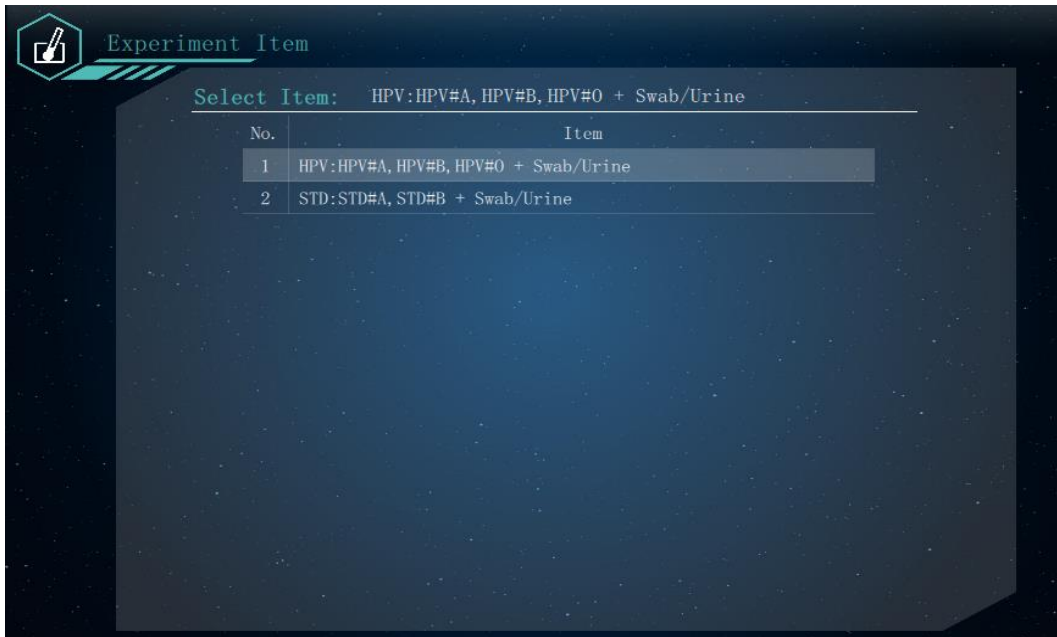 Experiment Item
Select Item: HPV:HPV#A,HPV#B,HPV#O + Swab/Urine
No. Item
1 HPV:HPV#A,HPV#B,HPV#O + Swab/Urine
2 STD:STD#A,STD#B + Swab/Urine